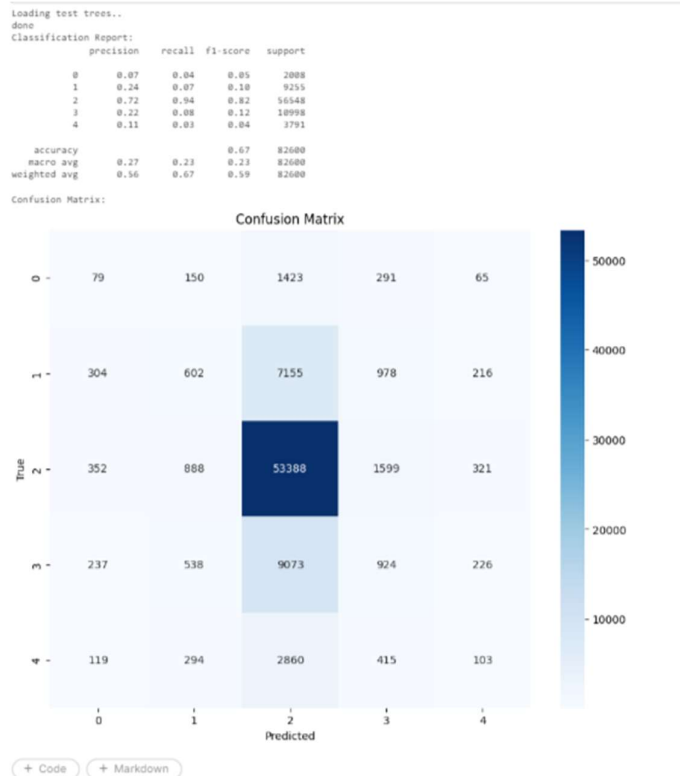 Loading test trees..
done
Classification Report:
precision recall f1-score support
0 0.07 0.04 0.05 2008
1 0.24 0.07 0.10 9255
2 0.72 0.94 0.82 56548
3 0.22 0.08 0.12 10998
4 0.11 0.03 0.04 3791
accuracy 0.67 82600
macro avg 0.27 0.23 0.23 82600
weighted avg 0.56 0.67 0.59 82600
Confusion Matrix:
Confusion Matrix
0 79 150 1423 291 65
1 304 602 7155 978 216
2 352 888 53388 1599 321
3 237 538 9073 924 226
4 119 294 2860 415 103
True
0 1 2 3 4
Predicted
50000
40000
30000
20000
10000
+ Code + Markdown